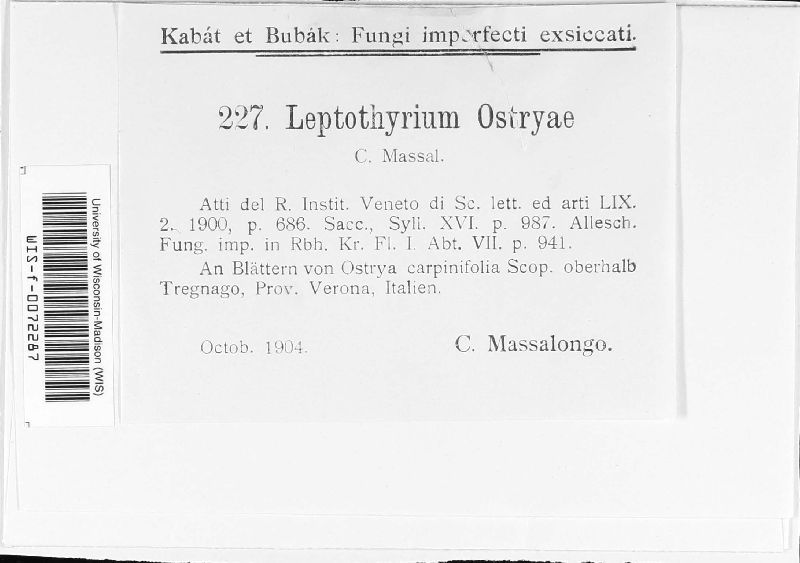 Kabát et Bubák: Fungi imperfecti exsiccati.
227. Leptothyrium Ostryae
C. Massal.
Atti del R. Instit. Veneto di Sc. lett. ed arti LIX.
2. 1900, p. 686. Sacc., Syll. XVI. p. 987. Allesch.
Fung. imp. in Rbh. Kr. Fl. I. Abt. VII. p. 941.
An Blättern von Ostrya carpinifolia Scop. oberhalb
Tregnago, Prov. Verona, Italien.
Octob. 1904.
C. Massalongo.
University of Wisconsin-Madison (WIS)